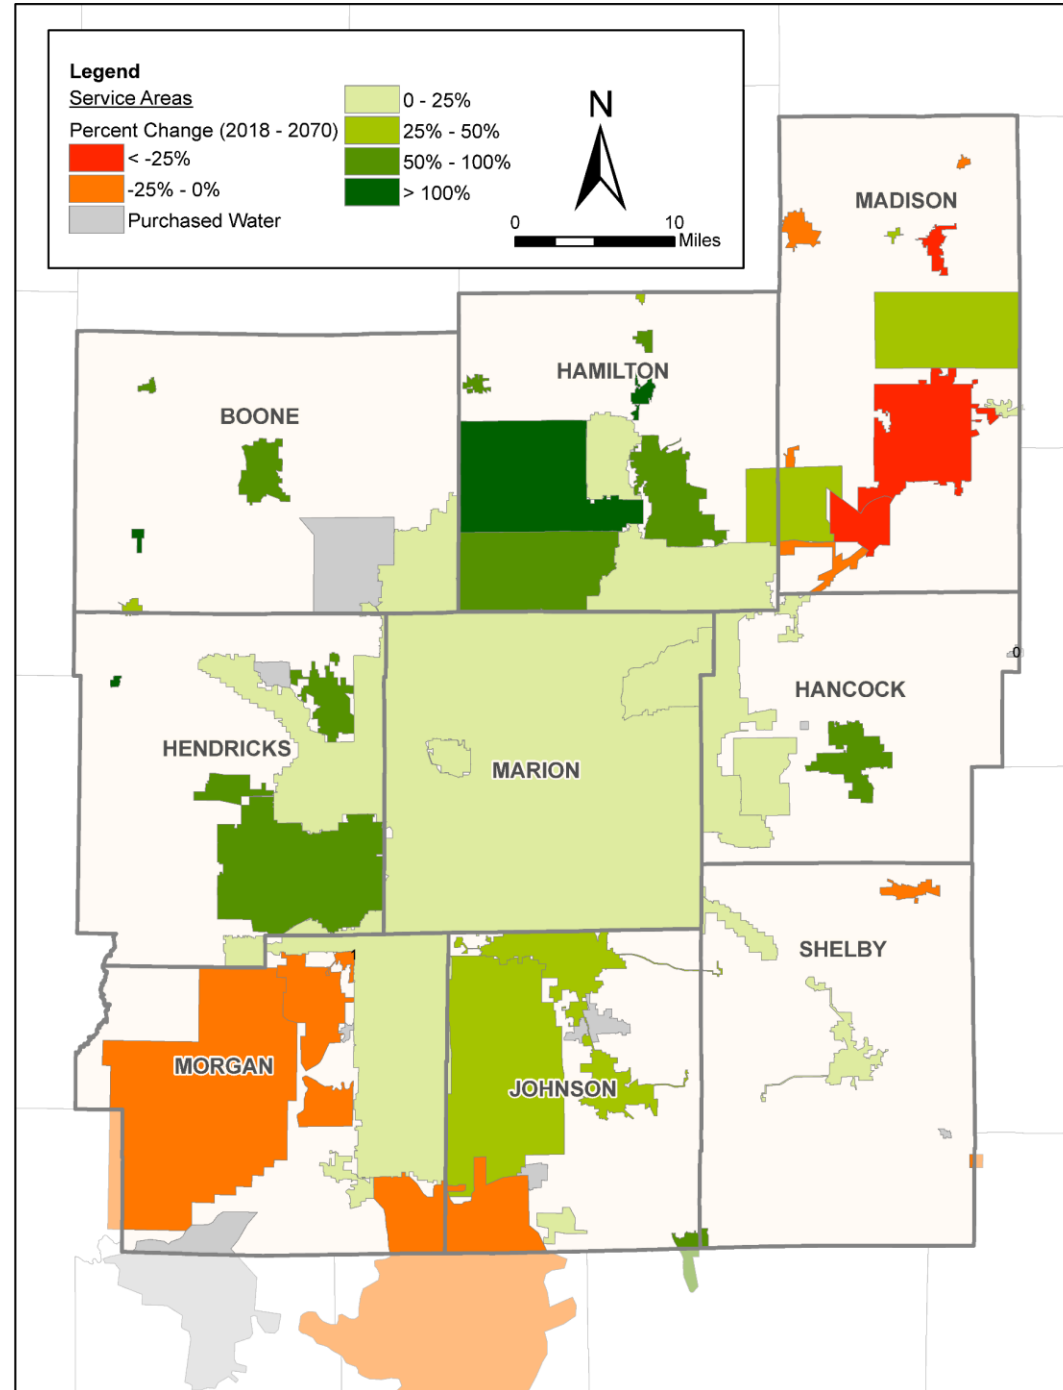 Legend
Service Areas
Percent Change (2018 - 2070)
< -25%
-25% - 0%
Purchased Water
0 - 25%
25% - 50%
50% - 100%
> 100%
N
0 10
Miles
MADISON
HAMILTON
BOONE
HANCOCK
0
HENDRICKS
MARION
SHELBY
1
MORGAN
JOHNSON